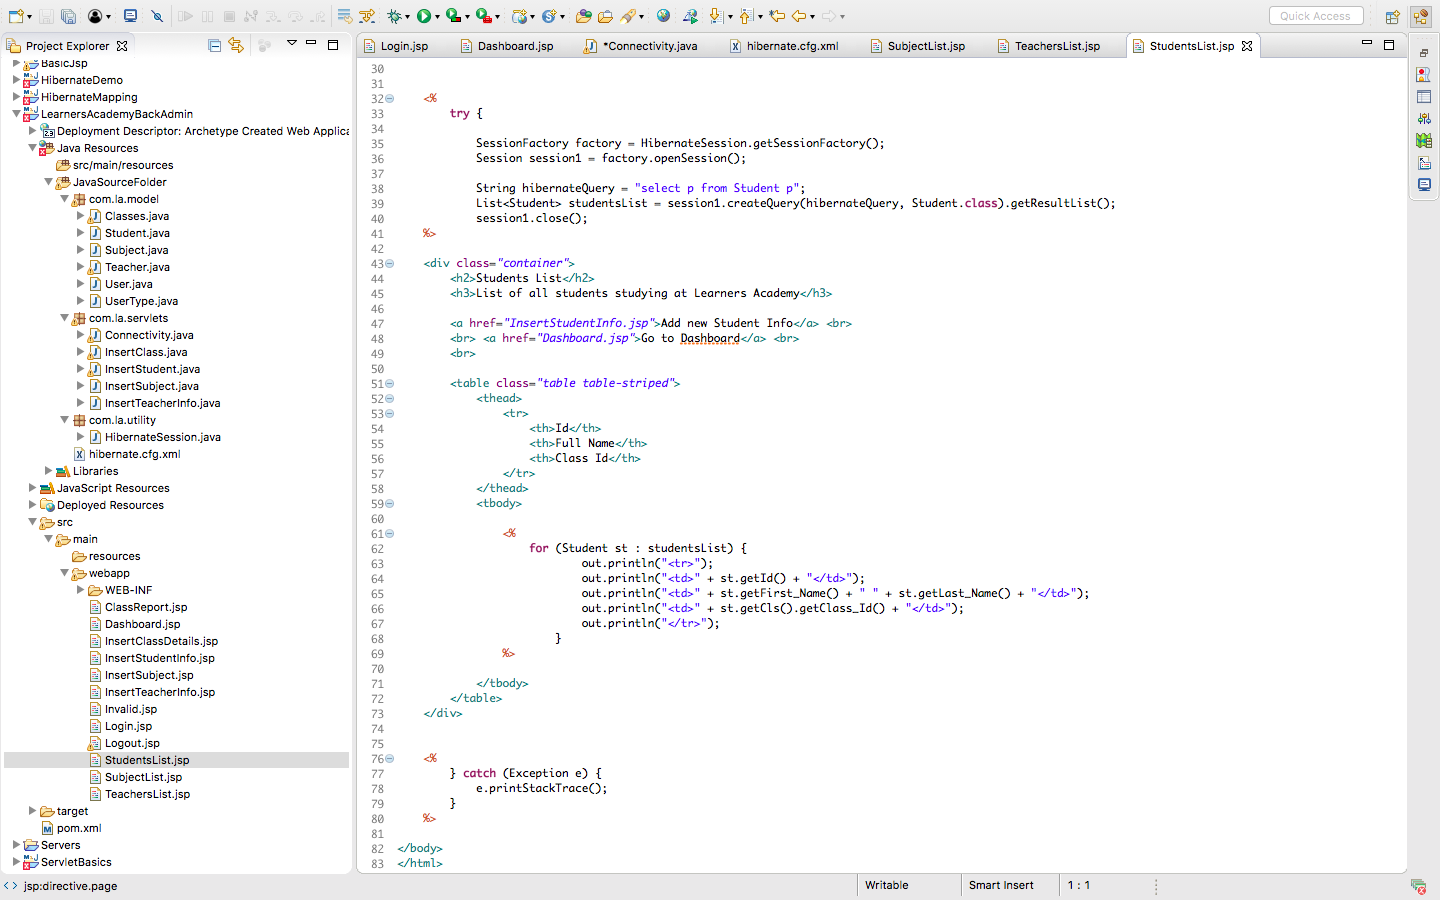 Quick Access
Project Explorer
BasicJsp
HibernateDemo
HibernateMapping
LearnersAcademyBackAdmin
Deployment Descriptor: Archetype Created Web Applica
Java Resources
src/main/resources
JavaSourceFolder
com.la.model
Classes.java
Student.java
Subject.java
Teacher.java
User.java
UserType.java
com.la.servlets
Connectivity.java
InsertClass.java
InsertStudent.java
InsertSubject.java
InsertTeacherInfo.java
com.la.utility
HibernateSession.java
hibernate.cfg.xml
Libraries
JavaScript Resources
Deployed Resources
src
main
resources
webapp
WEB-INF
ClassReport.jsp
Dashboard.jsp
InsertClassDetails.jsp
InsertStudentInfo.jsp
InsertSubject.jsp
InsertTeacherInfo.jsp
Invalid.jsp
Login.jsp
Logout.jsp
StudentsList.jsp
SubjectList.jsp
TeachersList.jsp
target
pom.xml
Servers
ServletBasics
Login.jsp Dashboard.jsp *Connectivity.java hibernate.cfg.xml SubjectList.jsp TeachersList.jsp StudentsList.jsp
30
31
32 <%
33 try {
34
35 SessionFactory factory = HibernateSession.getSessionFactory();
36 Session session1 = factory.openSession();
37
38 String hibernateQuery = "select p from Student p";
39 List<Student> studentsList = session1.createQuery(hibernateQuery, Student.class).getResultList();
40 session1.close();
41 %>
42
43 <div class="container">
44 <h2>Students List</h2>
45 <h3>List of all students studying at Learners Academy</h3>
46
47 <a href="InsertStudentInfo.jsp">Add new Student Info</a> <br>
48 <br> <a href="Dashboard.jsp">Go to Dashboard</a> <br>
49 <br>
50
51 <table class="table table-striped">
52 <thead>
53 <tr>
54 <th>Id</th>
55 <th>Full Name</th>
56 <th>Class Id</th>
57 </tr>
58 </thead>
59 <tbody>
60
61 <%
62 for (Student st : studentsList) {
63 out.println("<tr>");
64 out.println("<td>" + st.getId() + "</td>");
65 out.println("<td>" + st.getFirst_Name() + " " + st.getLast_Name() + "</td>");
66 out.println("<td>" + st.getCls().getClass_Id() + "</td>");
67 out.println("</tr>");
68 }
69 %>
70
71 </tbody>
72 </table>
73 </div>
74
75
76 <%
77 } catch (Exception e) {
78 e.printStackTrace();
79 }
80 %>
81
82 </body>
83 </html>
jsp:directive.page Writable Smart Insert 1 : 1